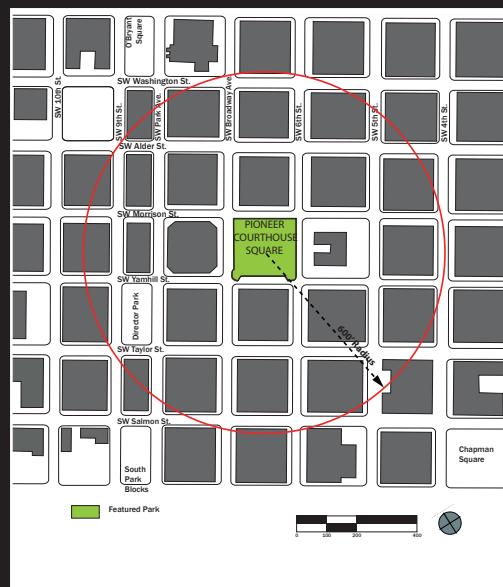 O'Bryant
Square
SW Washington St.
SW 10th St.
SW 9th St.
SW Park Ave.
SW Broadway Ave.
SW 6th St.
SW 5th St.
SW 4th St.
SW Alder St.
SW Morrison St.
PIONEER
COURTHOUSE
SQUARE
SW Yamhill St.
Director Park
600' Radius
SW Taylor St.
SW Salmon St.
South
Park
Blocks
Chapman
Square
Featured Park
0 100 200 400